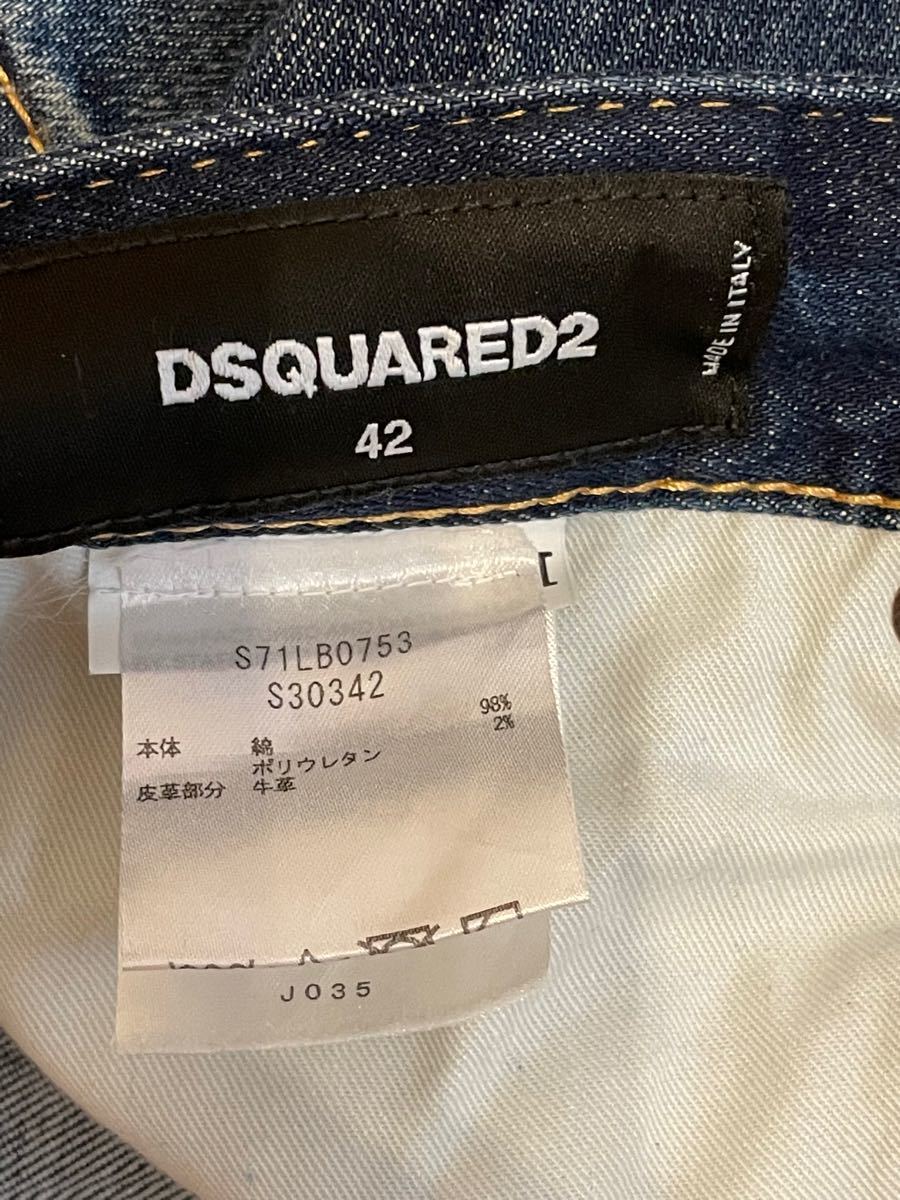 DSQUARED2
42
MADE IN ITALY
S71LB0753
S30342
本体 綿 98%
ポリウレタン 2%
皮革部分 牛革
J035